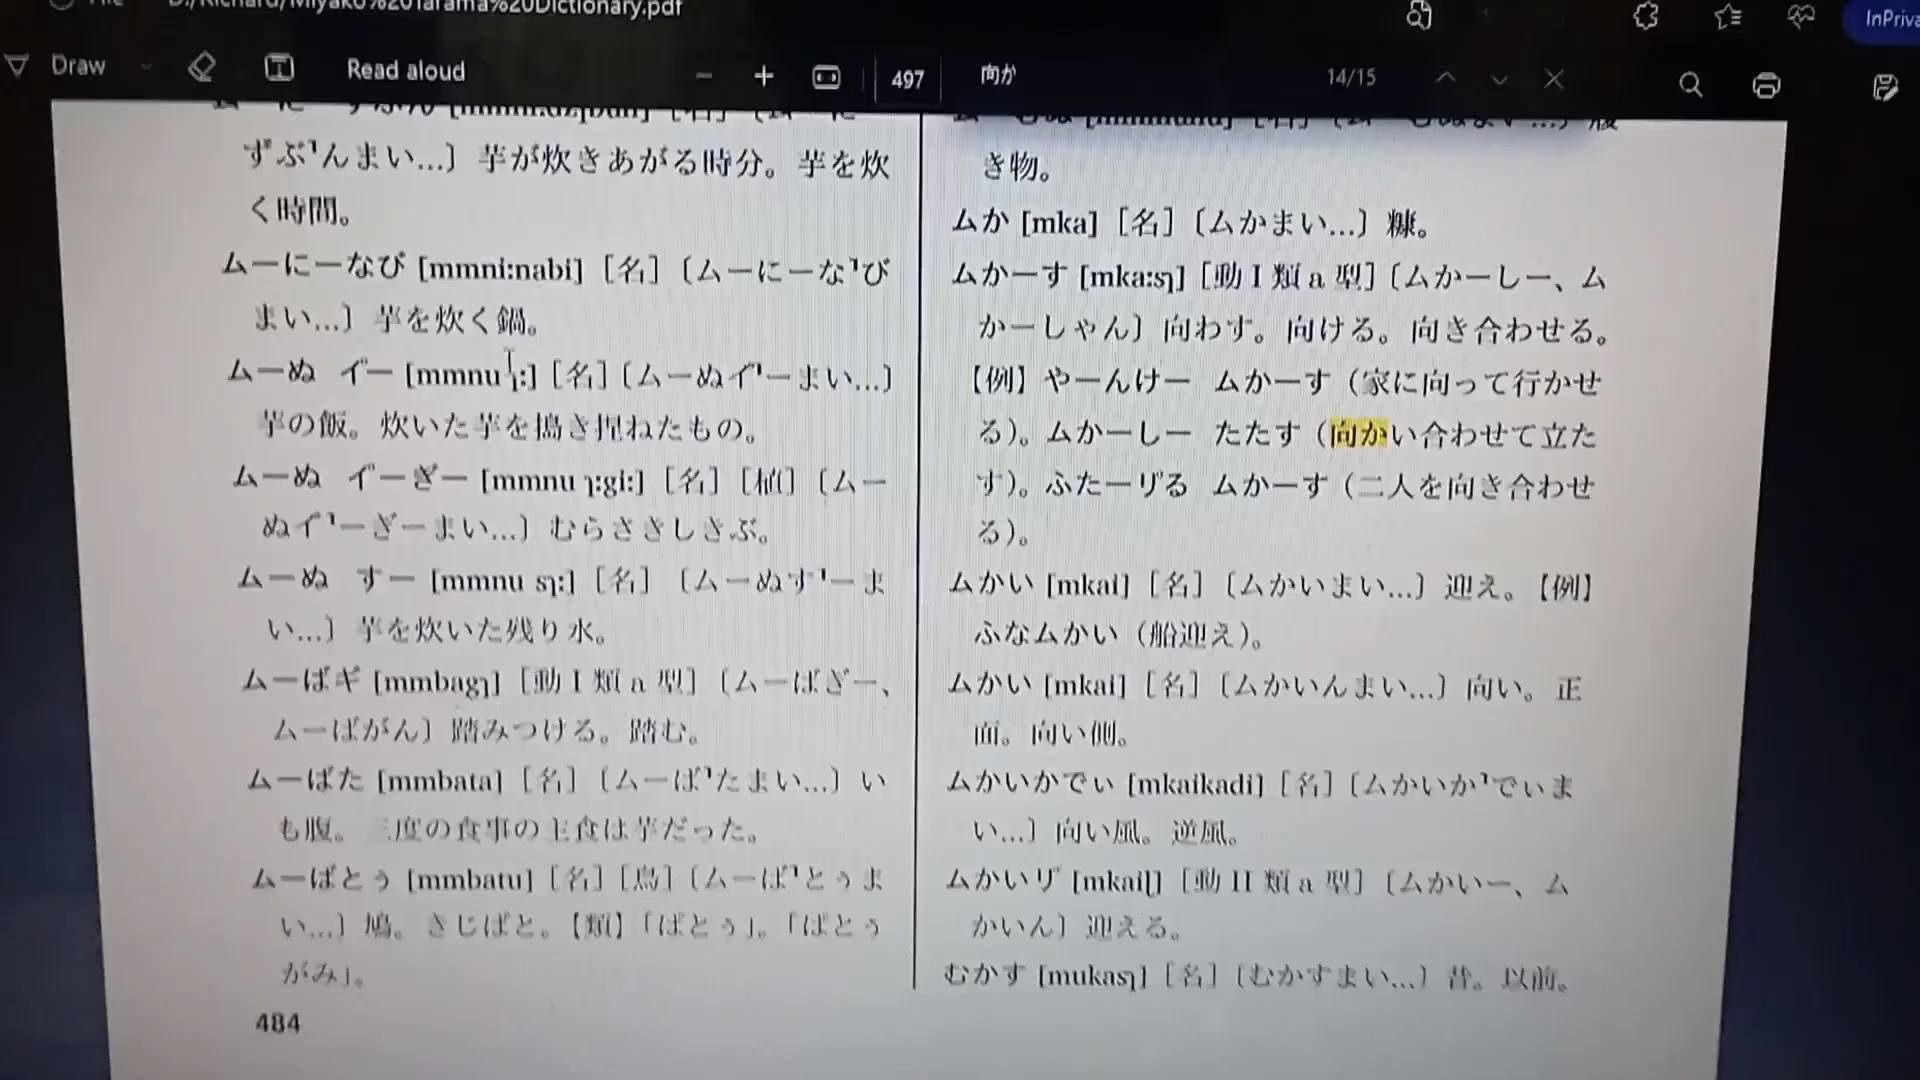 D:/Richard/Miyako%20Tarama%20Dictionary.pdf
InPriva
Draw
Read aloud
497
向か
14/15
ずぶ꜒んまい…〕芋が炊きあがる時分。芋を炊
く時間。
ムーにーなび [mmni:nabi]［名］〔ムーにーな꜒び
まい…〕芋を炊く鍋。
ムーぬ イ゙ー [mmnu ʅ:]［名］〔ムーぬイ゙꜒ーまい…〕
芋の飯。炊いた芋を搗き捏ねたもの。
ムーぬ イ゙ーぎー [mmnu ʅ:gi:]［名］［植］〔ムー
ぬイ゙꜒ーぎーまい…〕むらさきしきぶ。
ムーぬ すー [mmnu sʅ:]［名］〔ムーぬす꜒ーま
い…〕芋を炊いた残り水。
ムーばギ [mmbagʅ]［動 I 類 a 型］〔ムーばぎー、
ムーばがん〕踏みつける。踏む。
ムーばた [mmbata]［名］〔ムーば꜒たまい…〕い
も腹。三度の食事の主食は芋だった。
ムーばとぅ [mmbatu]［名］［鳥］〔ムーば꜒とぅま
い…〕鳩。きじばと。【類】「ばとぅ」。「ばとぅ
がみ」。
484
き物。
ムか [mka]［名］〔ムかまい…〕糠。
ムかーす [mka:sʅ]［動 I 類 a 型］〔ムかーしー、ム
かーしゃん〕向わす。向ける。向き合わせる。
【例】やーんけー ムかーす（家に向って行かせ
る）。ムかーしー たたす（向かい合わせて立た
す）。ふたーリ゚る ムかーす（二人を向き合わせ
る）。
ムかい [mkai]［名］〔ムかいまい…〕迎え。【例】
ふなムかい（船迎え）。
ムかい [mkai]［名］〔ムかいんまい…〕向い。正
面。向い側。
ムかいかでぃ [mkaikadi]［名］〔ムかいか꜒でぃま
い…〕向い風。逆風。
ムかいリ゚ [mkaiɭ]［動 II 類 a 型］〔ムかいー、ム
かいん〕迎える。
むかす [mukasʅ]［名］〔むかすまい…〕昔。以前。